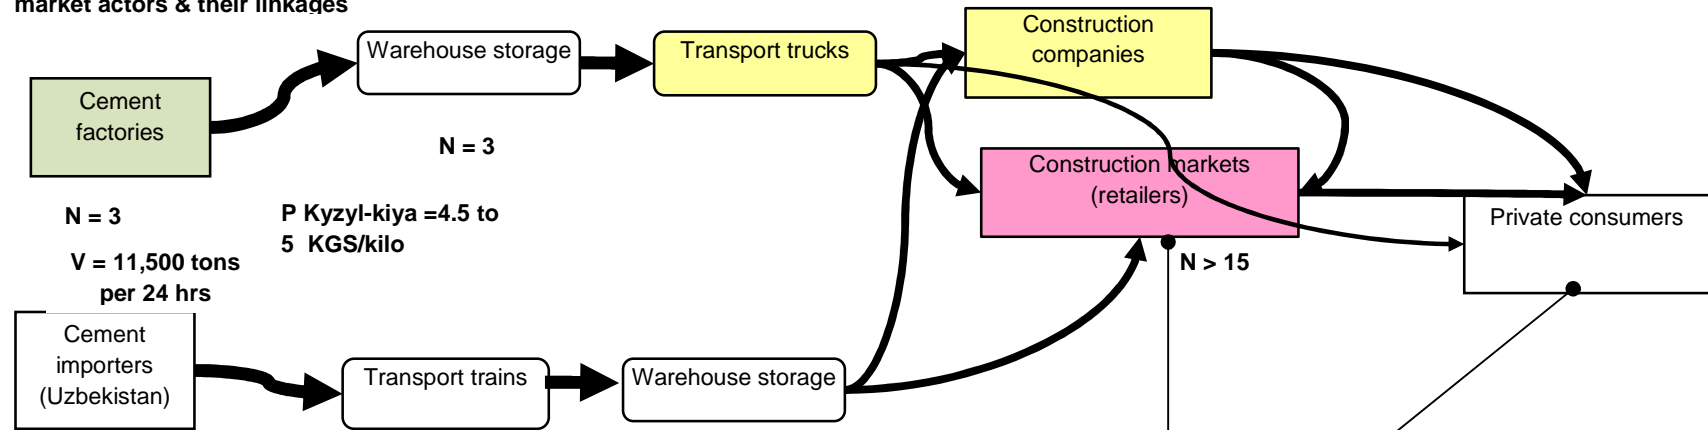 market actors & their linkages
Construction
companies
Warehouse storage
Transport trucks
Cement
factories
N = 3
Construction markets
(retailers)
N = 3
P Kyzyl-kiya =4.5 to
5 KGS/kilo
Private consumers
V = 11,500 tons
per 24 hrs
N > 15
Cement
importers
(Uzbekistan)
Transport trains
Warehouse storage